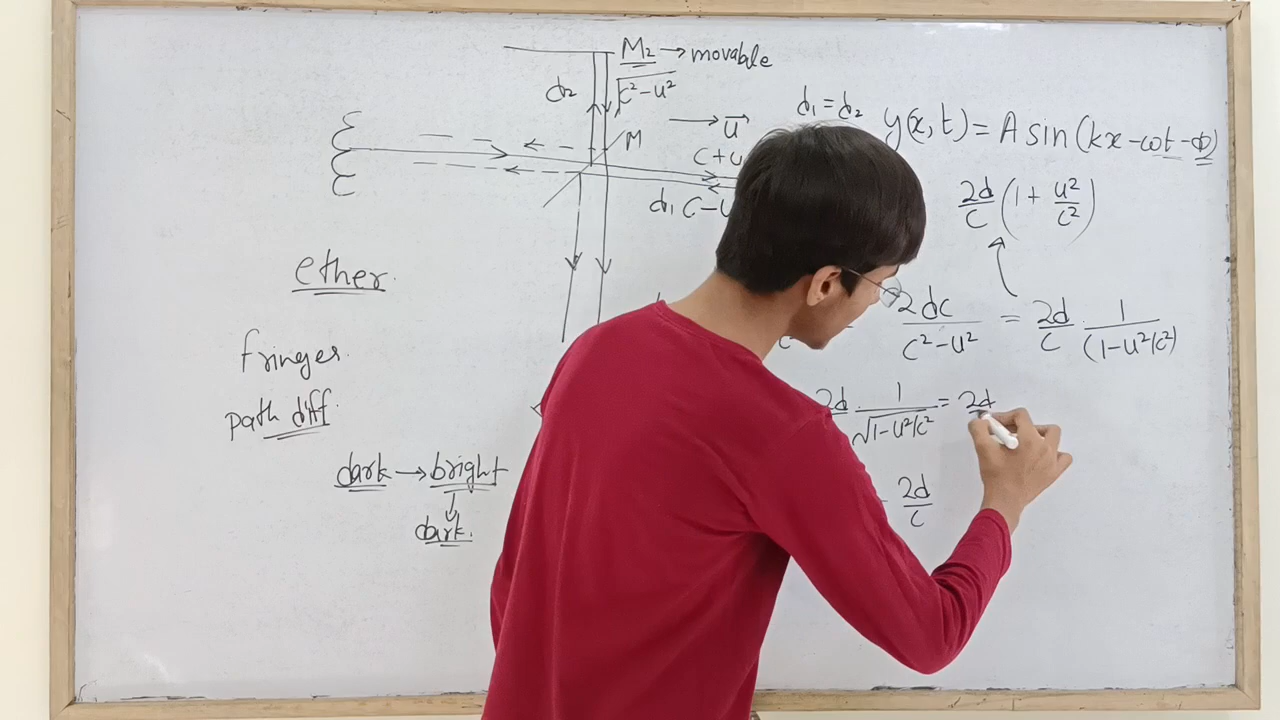 M₂ → movable
d₂ √c²−u²
d₁ = d₂
y(x,t) = A sin(kx−ωt−Φ)
→ u⃗
M
c+u
d₁ c−u
2d/c (1 + u²/c²)
ether.
2dc/(c²−u²) = 2d/c 1/(1−u²/c²)
fringes.
path diff.
2d 1/√1−u²/c² = 2d
dark → bright
↓
dark.
2d/c